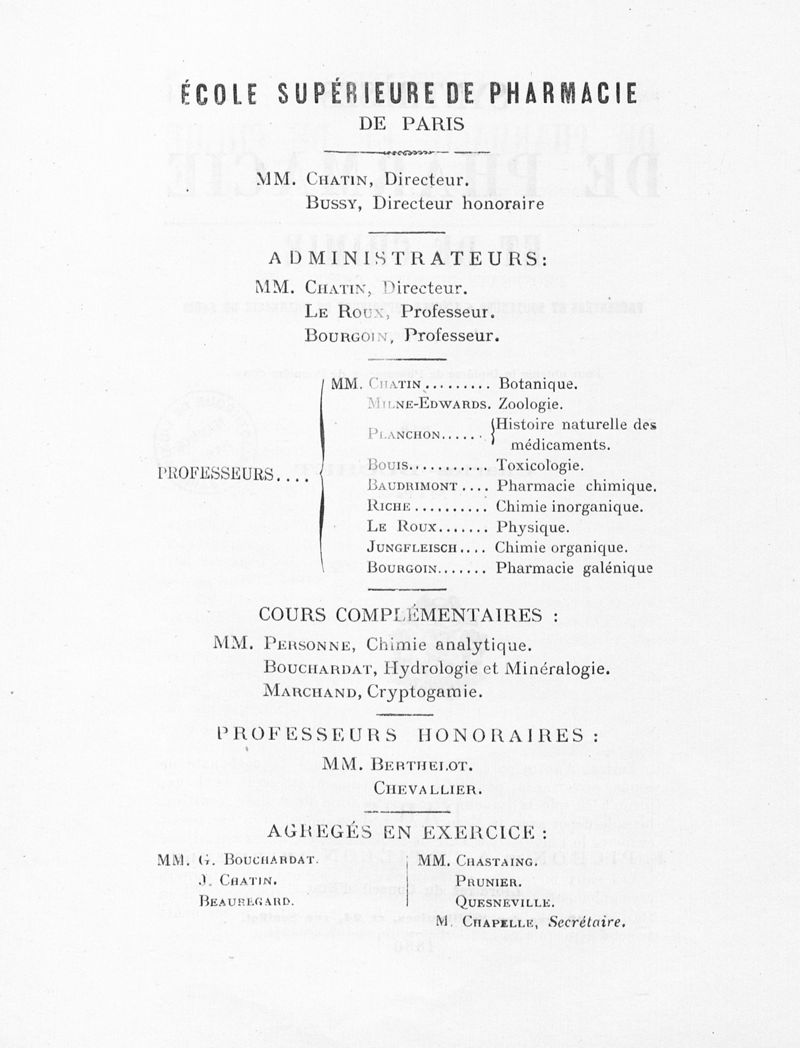 ÉCOLE SUPÉRIEURE DE PHARMACIE
DE PARIS
MM. CHATIN, Directeur.
BUSSY, Directeur honoraire
ADMINISTRATEURS:
MM. CHATIN, Directeur.
LE ROUX, Professeur.
BOURGOIN, Professeur.
PROFESSEURS....
MM. CHATIN......... Botanique.
MILNE-EDWARDS. Zoologie.
PLANCHON...... Histoire naturelle des
médicaments.
BOUIS.......... Toxicologie.
BAUDRIMONT.... Pharmacie chimique.
RICHE.......... Chimie inorganique.
LE ROUX....... Physique.
JUNGFLEISCH.... Chimie organique.
BOURGOIN....... Pharmacie galénique
COURS COMPLÉMENTAIRES :
MM. PERSONNE, Chimie analytique.
BOUCHARDAT, Hydrologie et Minéralogie.
MARCHAND, Cryptogamie.
PROFESSEURS HONORAIRES :
MM. BERTHELOT.
CHEVALLIER.
AGREGÉS EN EXERCICE :
MM. G. BOUCHARDAT.
J. CHATIN.
BEAUREGARD.
MM. CHASTAING.
PRUNIER.
QUESNEVILLE.
M. CHAPELLE, Secrétaire.